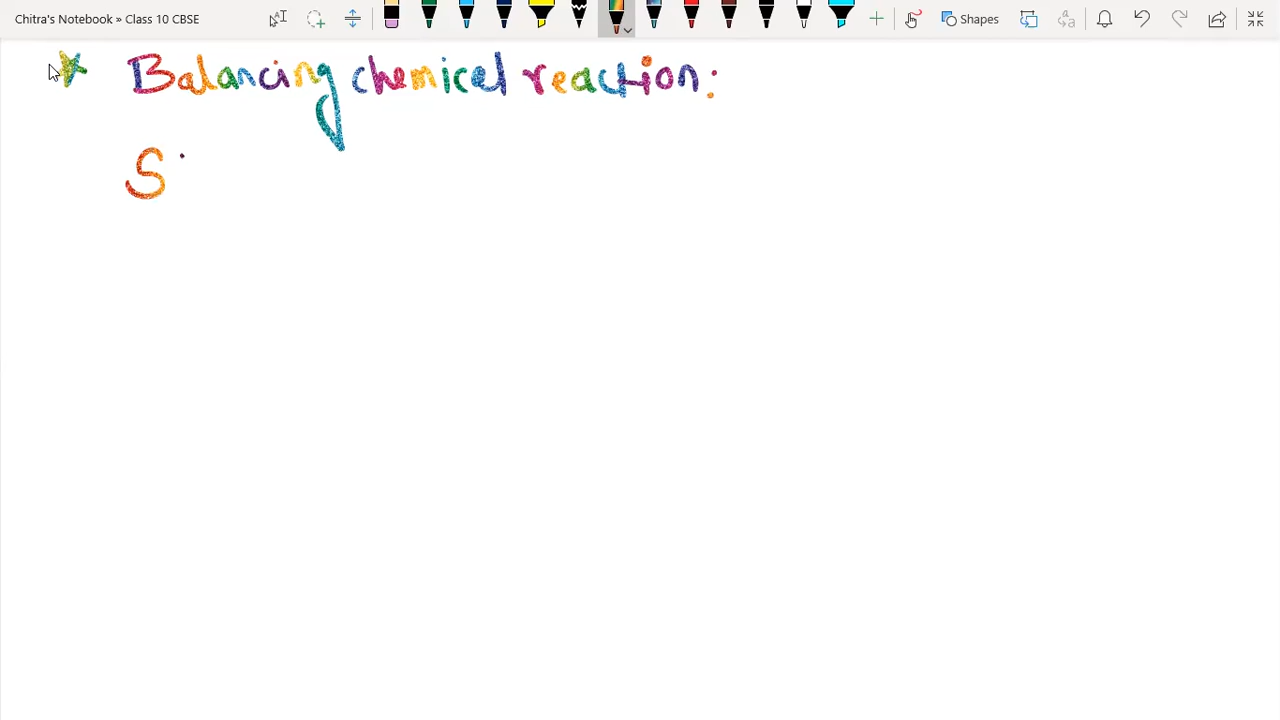 Chitra's Notebook » Class 10 CBSE
Shapes
Balancing chemical reaction:
S